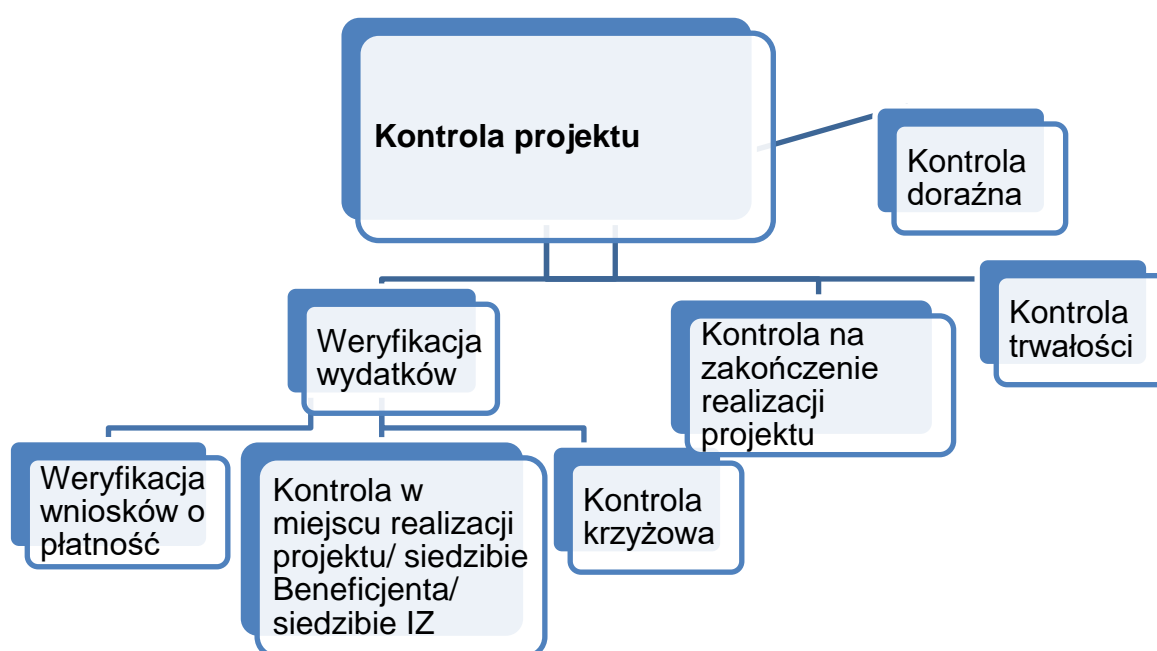 Kontrola projektu
Kontrola
doraźna
Weryfikacja
wydatków
Kontrola na
zakończenie
realizacji
projektu
Kontrola
trwałości
Weryfikacja
wniosków o
płatność
Kontrola w
miejscu realizacji
projektu/ siedzibie
Beneficjenta/
siedzibie IZ
Kontrola
krzyżowa